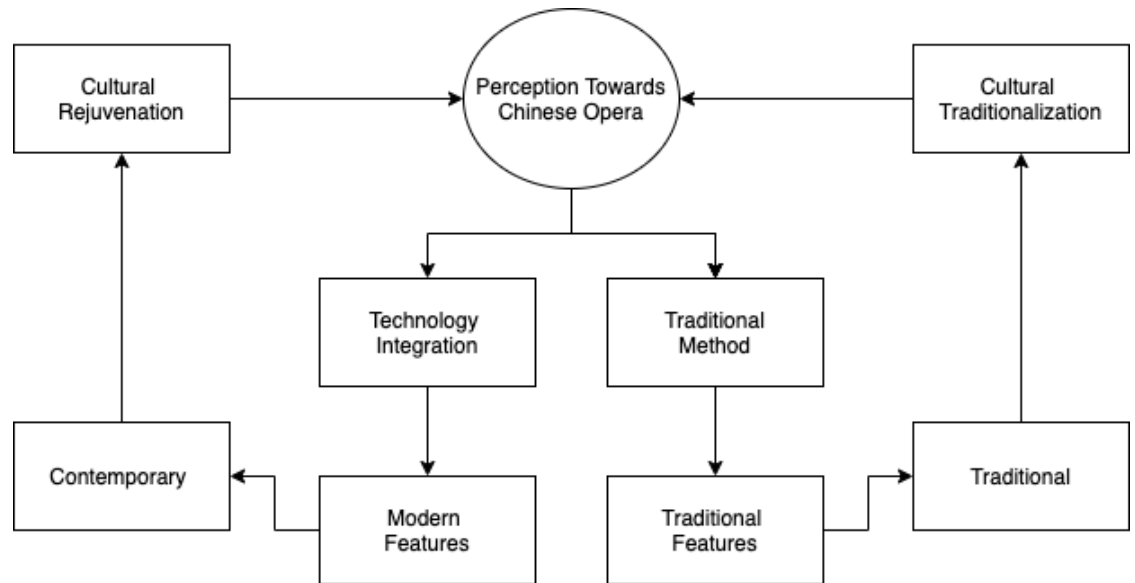 Cultural
Rejuvenation
Perception Towards
Chinese Opera
Cultural
Traditionalization
Technology
Integration
Traditional
Method
Contemporary
Modern
Features
Traditional
Features
Traditional